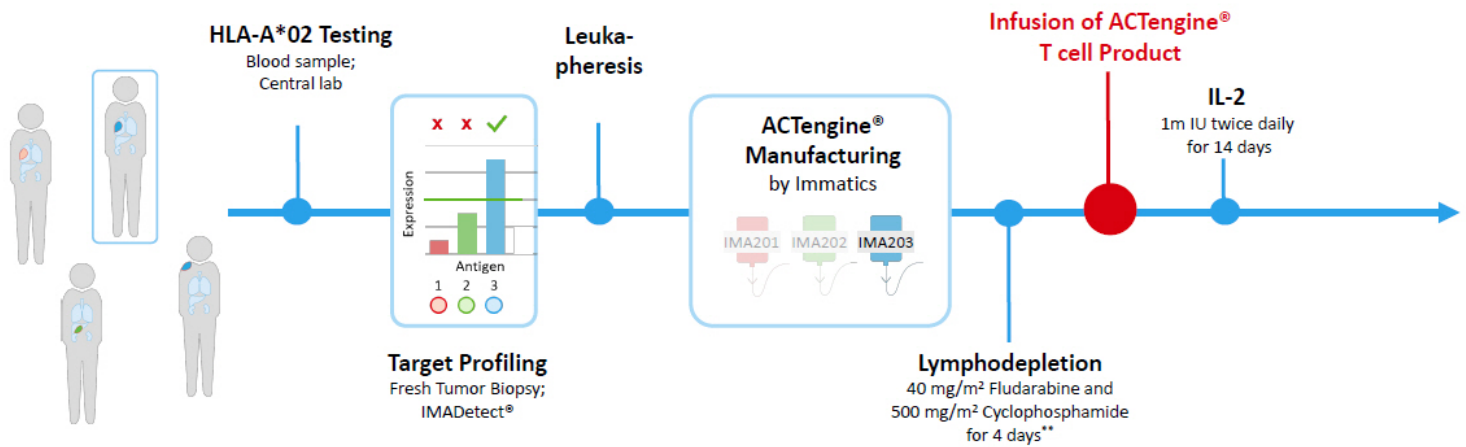 HLA-A*02 Testing
Blood sample;
Central lab
x x
Expression
Antigen
1 2 3
Target Profiling
Fresh Tumor Biopsy;
IMADetect®
Leuka-
pheresis
ACTengine®
Manufacturing
by Immatics
IMA201 IMA202 IMA203
Lymphodepletion
40 mg/m² Fludarabine and
500 mg/m² Cyclophosphamide
for 4 days**
Infusion of ACTengine®
T cell Product
IL-2
1m IU twice daily
for 14 days